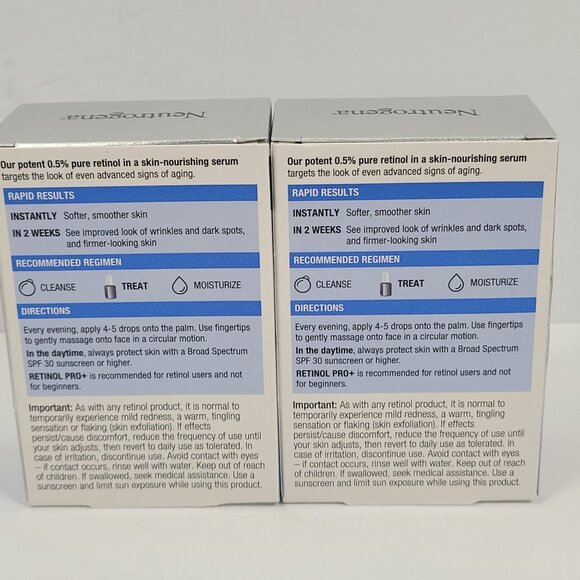 Neutrogena
Our potent 0.5% pure retinol in a skin-nourishing serum
targets the look of even advanced signs of aging.
RAPID RESULTS
INSTANTLY Softer, smoother skin
IN 2 WEEKS See improved look of wrinkles and dark spots,
and firmer-looking skin
RECOMMENDED REGIMEN
CLEANSE TREAT MOISTURIZE
DIRECTIONS
Every evening, apply 4-5 drops onto the palm. Use fingertips
to gently massage onto face in a circular motion.
In the daytime, always protect skin with a Broad Spectrum
SPF 30 sunscreen or higher.
RETINOL PRO+ is recommended for retinol users and not
for beginners.
Important: As with any retinol product, it is normal to
temporarily experience mild redness, a warm, tingling
sensation or flaking (skin exfoliation). If effects
persist/cause discomfort, reduce the frequency of use until
your skin adjusts, then revert to daily use as tolerated. In
case of irritation, discontinue use. Avoid contact with eyes
– if contact occurs, rinse well with water. Keep out of reach
of children. If swallowed, seek medical assistance. Use a
sunscreen and limit sun exposure while using this product.
Neutrogena
Our potent 0.5% pure retinol in a skin-nourishing serum
targets the look of even advanced signs of aging.
RAPID RESULTS
INSTANTLY Softer, smoother skin
IN 2 WEEKS See improved look of wrinkles and dark spots,
and firmer-looking skin
RECOMMENDED REGIMEN
CLEANSE TREAT MOISTURIZE
DIRECTIONS
Every evening, apply 4-5 drops onto the palm. Use fingertips
to gently massage onto face in a circular motion.
In the daytime, always protect skin with a Broad Spectrum
SPF 30 sunscreen or higher.
RETINOL PRO+ is recommended for retinol users and not
for beginners.
Important: As with any retinol product, it is normal to
temporarily experience mild redness, a warm, tingling
sensation or flaking (skin exfoliation). If effects
persist/cause discomfort, reduce the frequency of use until
your skin adjusts, then revert to daily use as tolerated. In
case of irritation, discontinue use. Avoid contact with eyes
– if contact occurs, rinse well with water. Keep out of reach
of children. If swallowed, seek medical assistance. Use a
sunscreen and limit sun exposure while using this product.